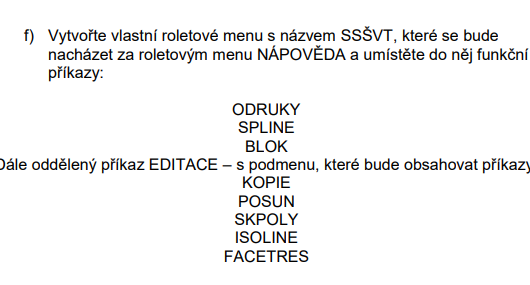 f) Vytvořte vlastní roletové menu s názvem SSŠVT, které se bude
nacházet za roletovým menu NÁPOVĚDA a umístěte do něj funkční
příkazy:
ODRUKY
SPLINE
BLOK
Dále oddělený příkaz EDITACE – s podmenu, které bude obsahovat příkazy
KOPIE
POSUN
SKPOLY
ISOLINE
FACETRES